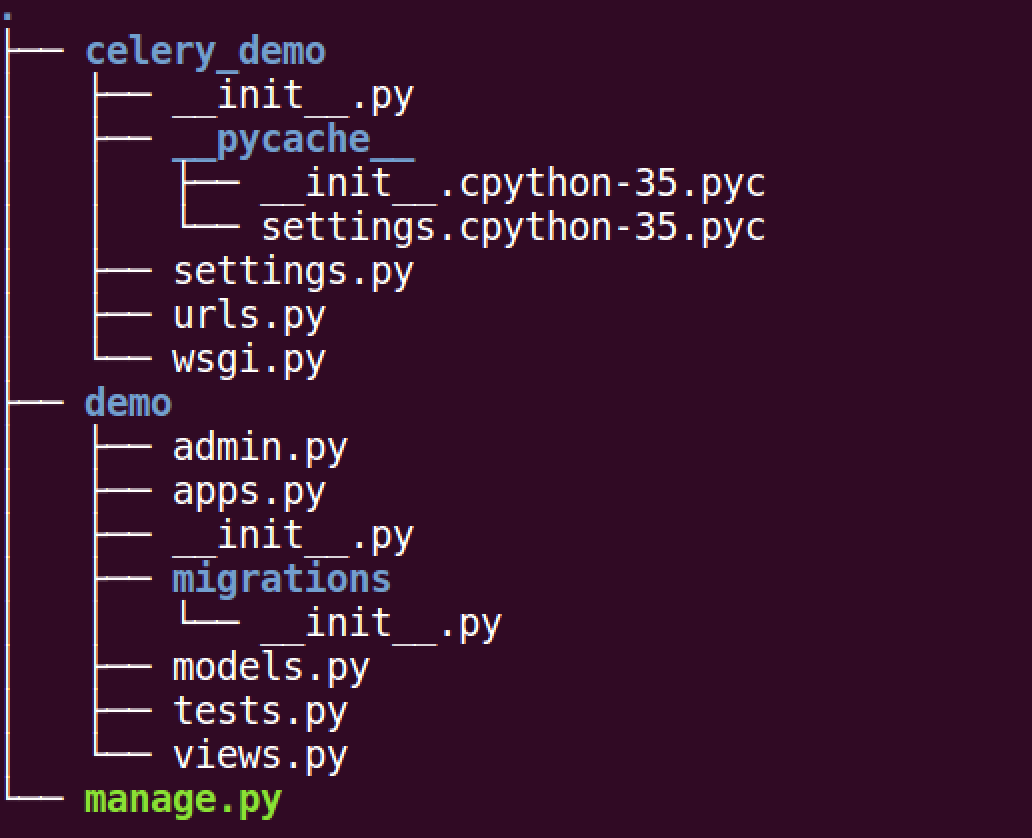 .
├── celery_demo
│   ├── __init__.py
│   ├── __pycache__
│   │   ├── __init__.cpython-35.pyc
│   │   └── settings.cpython-35.pyc
│   ├── settings.py
│   ├── urls.py
│   └── wsgi.py
├── demo
│   ├── admin.py
│   ├── apps.py
│   ├── __init__.py
│   ├── migrations
│   │   └── __init__.py
│   ├── models.py
│   ├── tests.py
│   └── views.py
└── manage.py